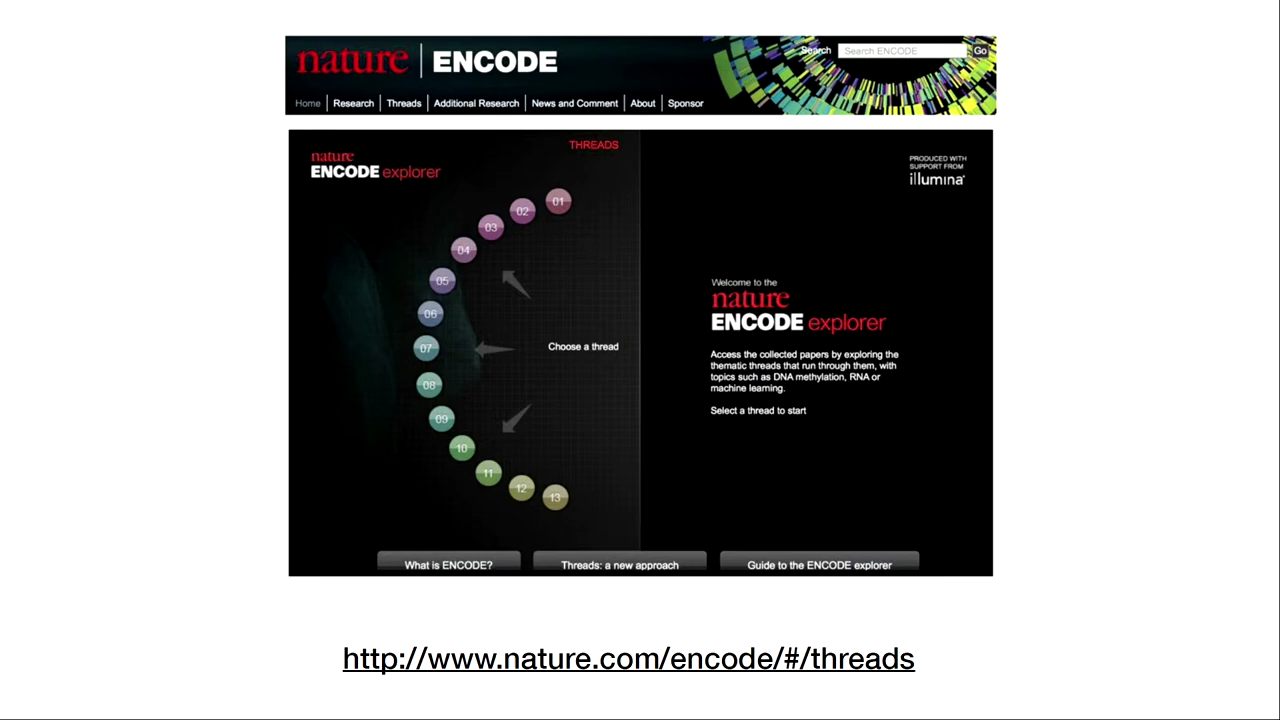 nature | ENCODE
Search
Search ENCODE
Go
Home | Research | Threads | Additional Research | News and Comment | About | Sponsor
nature
ENCODE explorer
THREADS
PRODUCED WITH
SUPPORT FROM
illumina
01
02
03
04
05
06
07
08
09
10
11
12
13
Choose a thread
Welcome to the
nature
ENCODE explorer
Access the collected papers by exploring the
thematic threads that run through them, with
topics such as DNA methylation, RNA or
machine learning.
Select a thread to start
What is ENCODE?
Threads: a new approach
Guide to the ENCODE explorer
http://www.nature.com/encode/#/threads